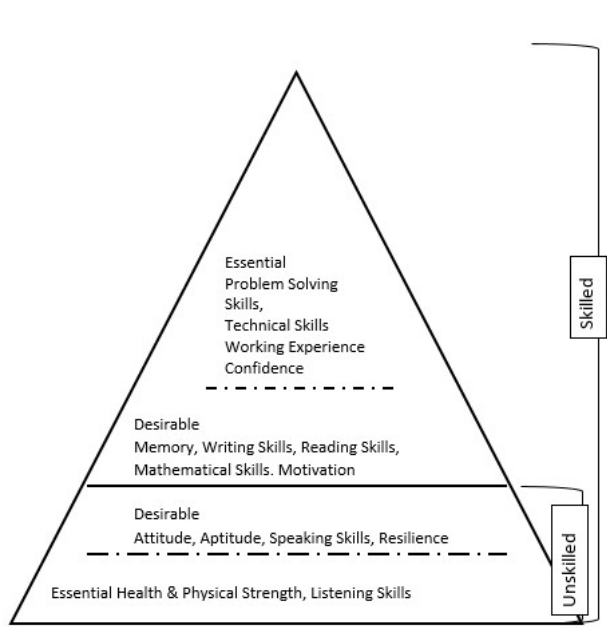 Essential
Problem Solving
Skills,
Technical Skills
Working Experience
Confidence
Desirable
Memory, Writing Skills, Reading Skills,
Mathematical Skills. Motivation
Desirable
Attitude, Aptitude, Speaking Skills, Resilience
Essential Health & Physical Strength, Listening Skills
Skilled
Unskilled